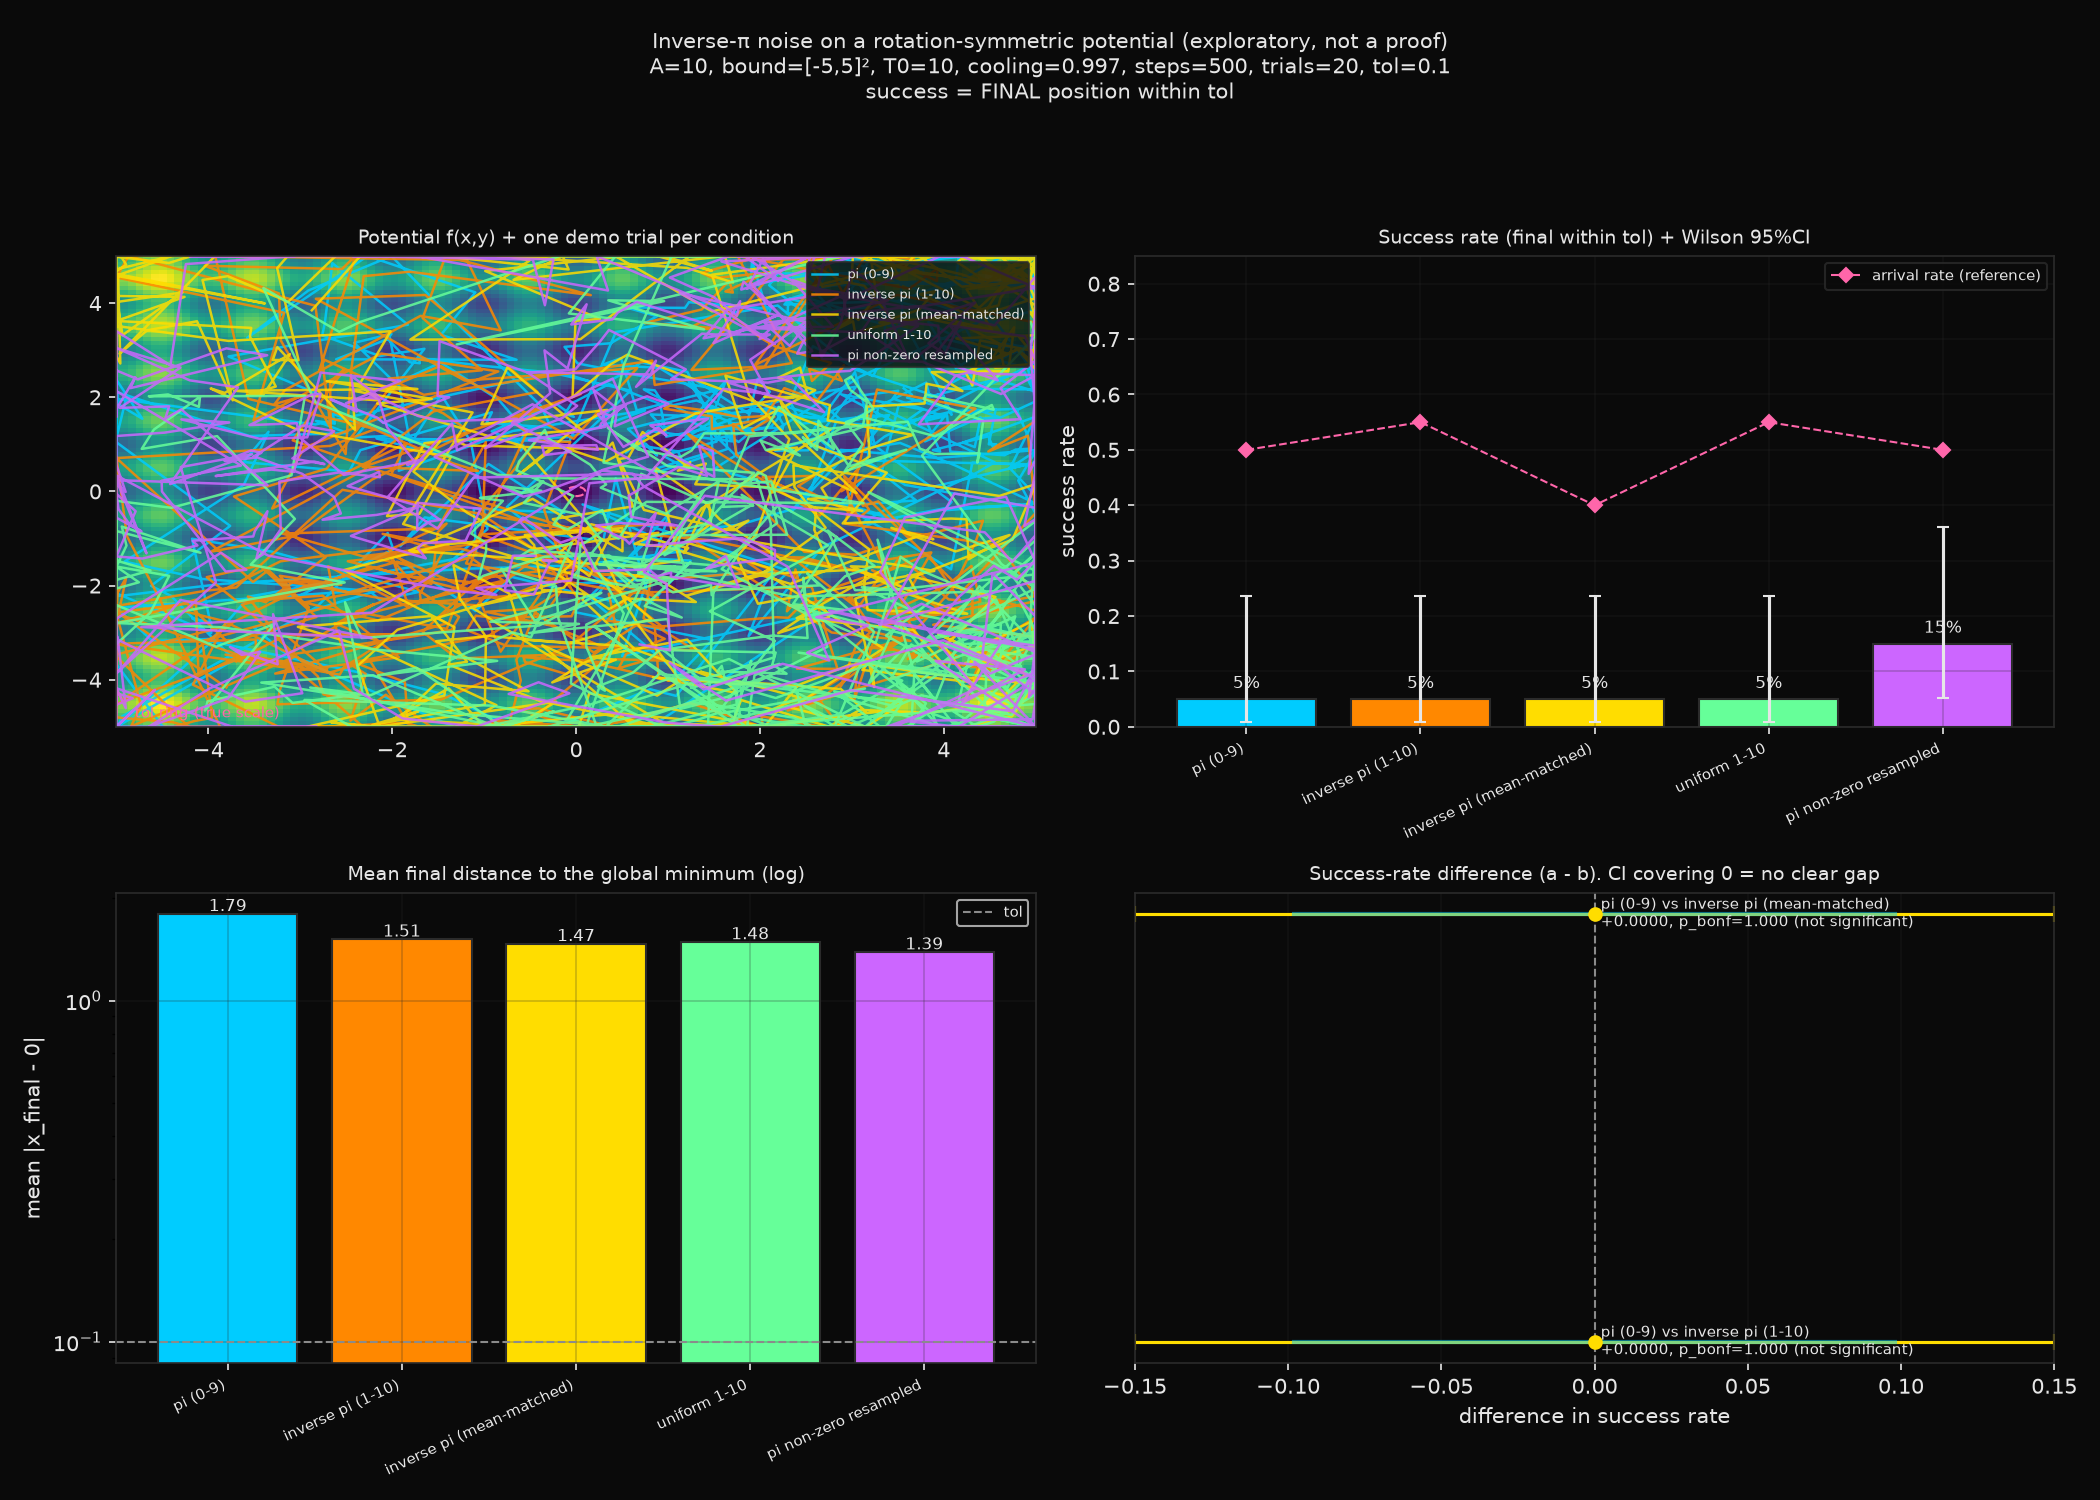 Inverse-π noise on a rotation-symmetric potential (exploratory, not a proof)
A=10, bound=[-5,5]², T0=10, cooling=0.997, steps=500, trials=20, tol=0.1
success = FINAL position within tol
Potential f(x,y) + one demo trial per condition
pi (0-9)
inverse pi (1-10)
inverse pi (mean-matched)
uniform 1-10
pi non-zero resampled
4
2
0
−2
−4
−4
−2
0
2
4
Success rate (final within tol) + Wilson 95%CI
arrival rate (reference)
success rate
0.8
0.7
0.6
0.5
0.4
0.3
0.2
0.1
0.0
5%
5%
5%
5%
15%
pi (0-9)
inverse pi (1-10)
inverse pi (mean-matched)
uniform 1-10
pi non-zero resampled
Mean final distance to the global minimum (log)
tol
mean |x_final - 0|
10⁰
10⁻¹
1.79
1.51
1.47
1.48
1.39
pi (0-9)
inverse pi (1-10)
inverse pi (mean-matched)
uniform 1-10
pi non-zero resampled
Success-rate difference (a - b). CI covering 0 = no clear gap
pi (0-9) vs inverse pi (mean-matched)
+0.0000, p_bonf=1.000 (not significant)
pi (0-9) vs inverse pi (1-10)
+0.0000, p_bonf=1.000 (not significant)
−0.15
−0.10
−0.05
0.00
0.05
0.10
0.15
difference in success rate